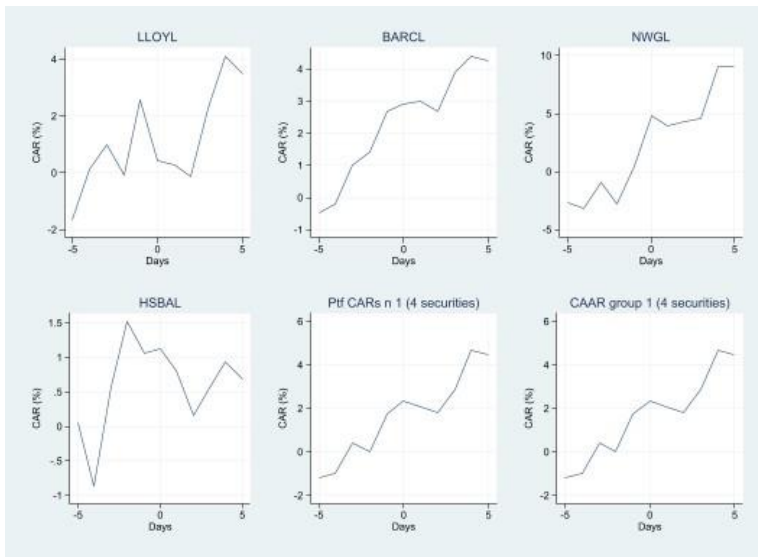 LLOYL
CAR (%)
4
2
0
-2
-5
0
5
Days
BARCL
CAR (%)
4
3
2
1
0
-1
-5
0
5
Days
NWGL
CAR (%)
10
5
0
-5
-5
0
5
Days
HSBAL
CAR (%)
1.5
1
.5
0
-.5
-1
-5
0
5
Days
Ptf CARs n 1 (4 securities)
CAR (%)
6
4
2
0
-2
-5
0
5
Days
CAAR group 1 (4 securities)
CAR (%)
6
4
2
0
-2
-5
0
5
Days